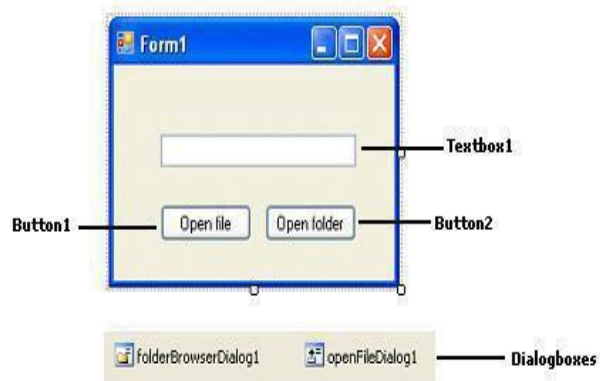 Form1
Textbox1
Button1
Open file
Open folder
Button2
folderBrowserDialog1
openFileDialog1
Dialogboxes